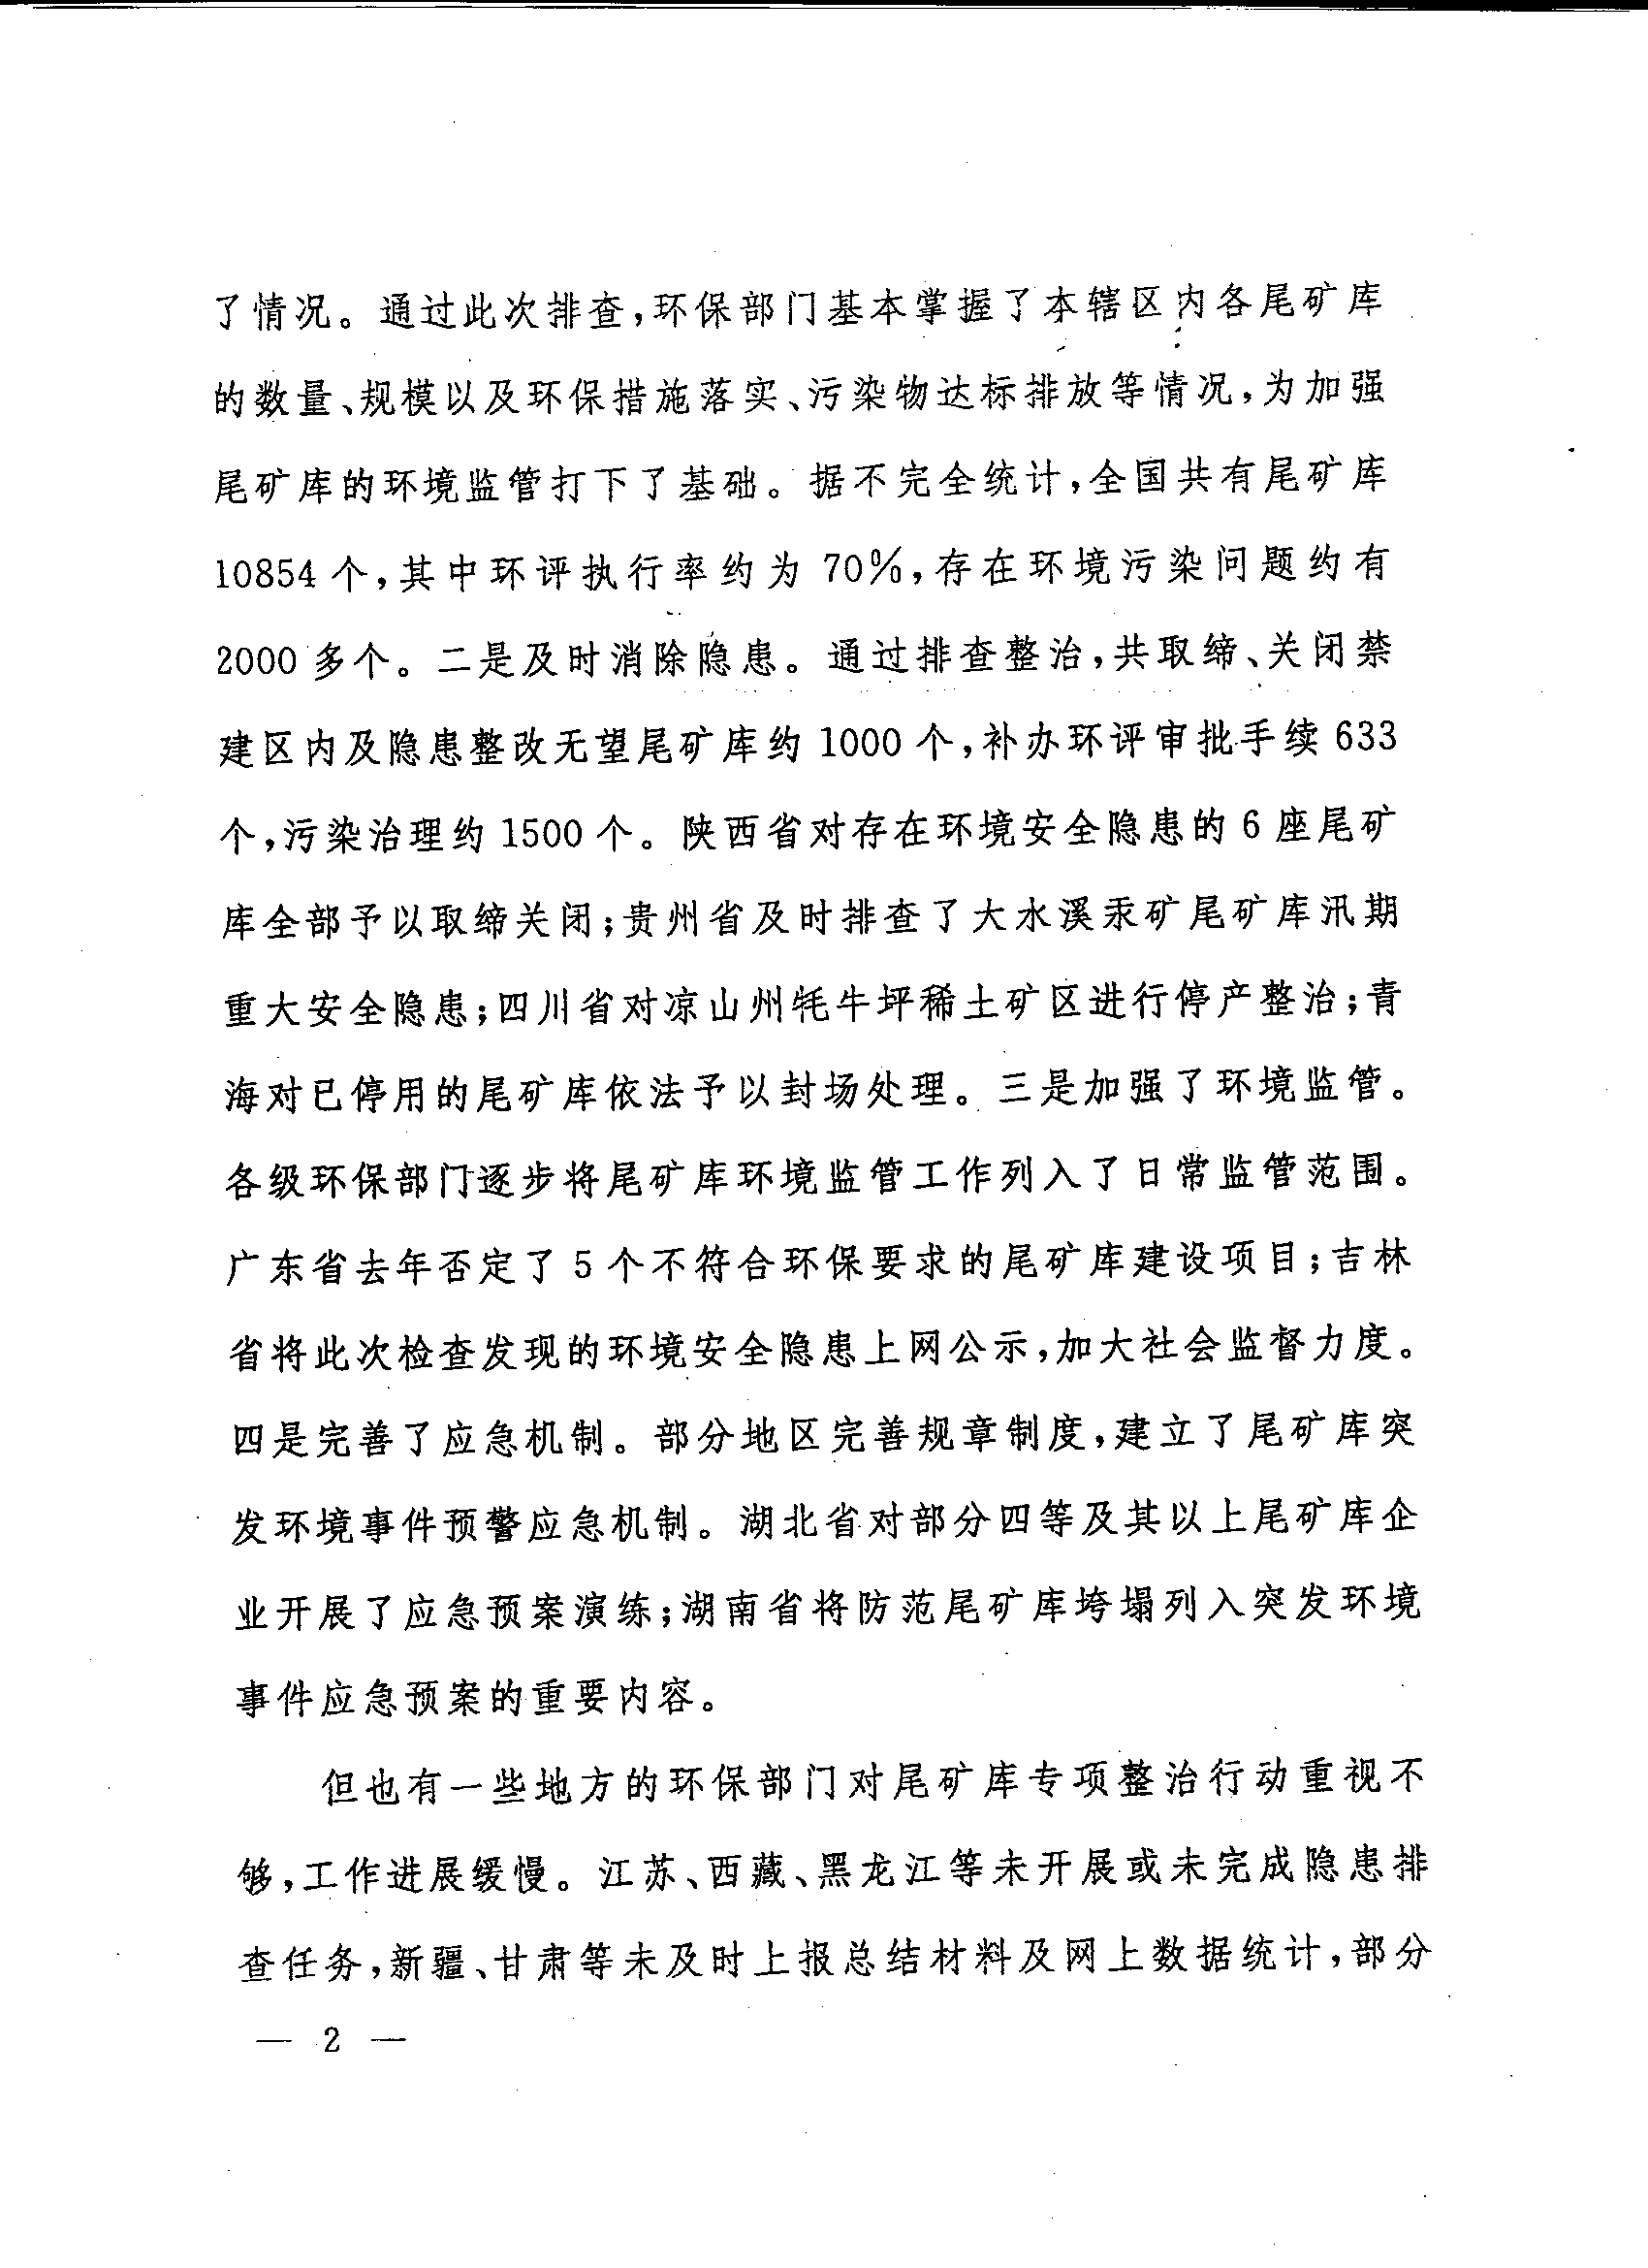 了情况。通过此次排查，环保部门基本掌握了本辖区内各尾矿库
的数量、规模以及环保措施落实、污染物达标排放等情况，为加强
尾矿库的环境监管打下了基础。据不完全统计，全国共有尾矿库
10854个，其中环评执行率约为70%，存在环境污染问题约有
2000多个。二是及时消除隐患。通过排查整治，共取缔、关闭禁
建区内及隐患整改无望尾矿库约1000个，补办环评审批手续633
个，污染治理约1500个。陕西省对存在环境安全隐患的6座尾矿
库全部予以取缔关闭；贵州省及时排查了大水溪汞矿尾矿库汛期
重大安全隐患；四川省对凉山州牦牛坪稀土矿区进行停产整治；青
海对已停用的尾矿库依法予以封场处理。三是加强了环境监管。
各级环保部门逐步将尾矿库环境监管工作列入了日常监管范围。
广东省去年否定了5个不符合环保要求的尾矿库建设项目；吉林
省将此次检查发现的环境安全隐患上网公示，加大社会监督力度。
四是完善了应急机制。部分地区完善规章制度，建立了尾矿库突
发环境事件预警应急机制。湖北省对部分四等及其以上尾矿库企
业开展了应急预案演练；湖南省将防范尾矿库垮塌列入突发环境
事件应急预案的重要内容。
但也有一些地方的环保部门对尾矿库专项整治行动重视不
够，工作进展缓慢。江苏、西藏、黑龙江等未开展或未完成隐患排
查任务，新疆、甘肃等未及时上报总结材料及网上数据统计，部分
— 2 —